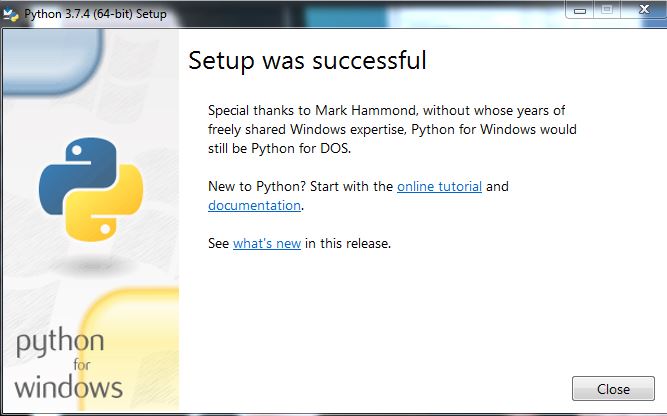 Python 3.7.4 (64-bit) Setup
Setup was successful
Special thanks to Mark Hammond, without whose years of
freely shared Windows expertise, Python for Windows would
still be Python for DOS.
New to Python? Start with the online tutorial and
documentation.
See what's new in this release.
python
for
windows
Close